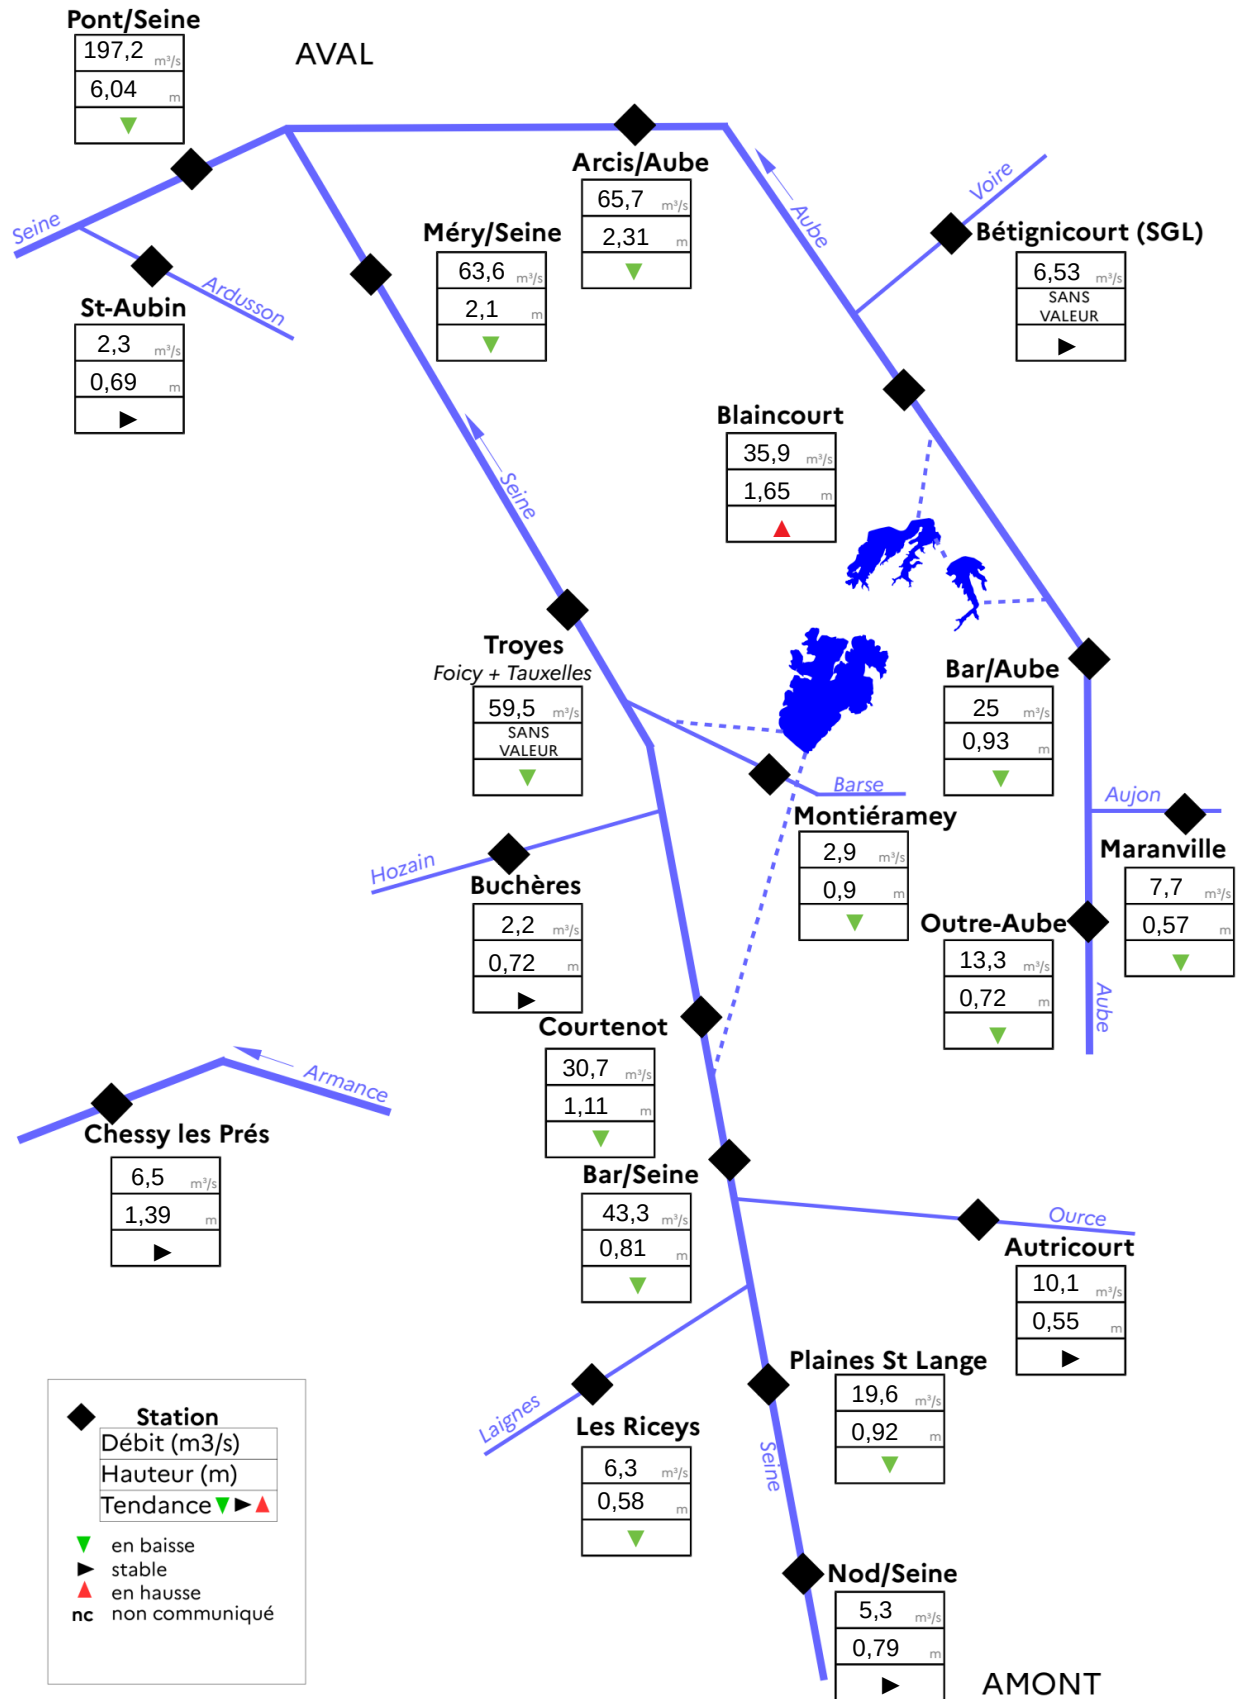 Pont/Seine
197,2 m³/s
6,04 m
AVAL
Arcis/Aube
65,7 m³/s
2,31 m
Voire
Aube
Seine
Méry/Seine
63,6 m³/s
2,1 m
Bétignicourt (SGL)
6,53 m³/s
SANS
VALEUR
Ardusson
St-Aubin
2,3 m³/s
0,69 m
Blaincourt
35,9 m³/s
1,65 m
Seine
Troyes
Foicy + Tauxelles
59,5 m³/s
SANS
VALEUR
Bar/Aube
25 m³/s
0,93 m
Barse
Aujon
Montiéramey
2,9 m³/s
0,9 m
Maranville
7,7 m³/s
0,57 m
Hozain
Buchères
2,2 m³/s
0,72 m
Outre-Aube
13,3 m³/s
0,72 m
Aube
Courtenot
30,7 m³/s
1,11 m
Armance
Chessy les Prés
6,5 m³/s
1,39 m
Bar/Seine
43,3 m³/s
0,81 m
Ource
Autricourt
10,1 m³/s
0,55 m
Plaines St Lange
19,6 m³/s
0,92 m
Laignes
Les Riceys
6,3 m³/s
0,58 m
Seine
Nod/Seine
5,3 m³/s
0,79 m
AMONT
Station
Débit (m3/s)
Hauteur (m)
Tendance
en baisse
stable
en hausse
nc non communiqué